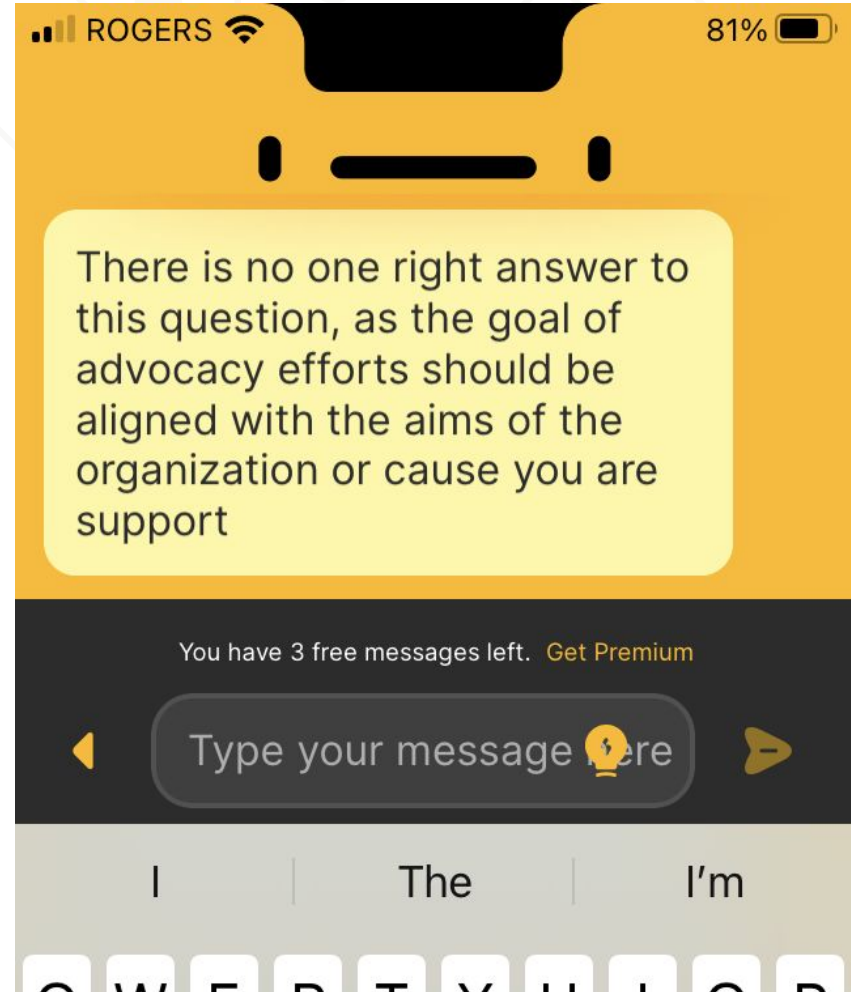 ROGERS 81%
There is no one right answer to
this question, as the goal of
advocacy efforts should be
aligned with the aims of the
organization or cause you are
support
You have 3 free messages left. Get Premium
Type your message here
I The I'm
Q W E R T Y U I O P